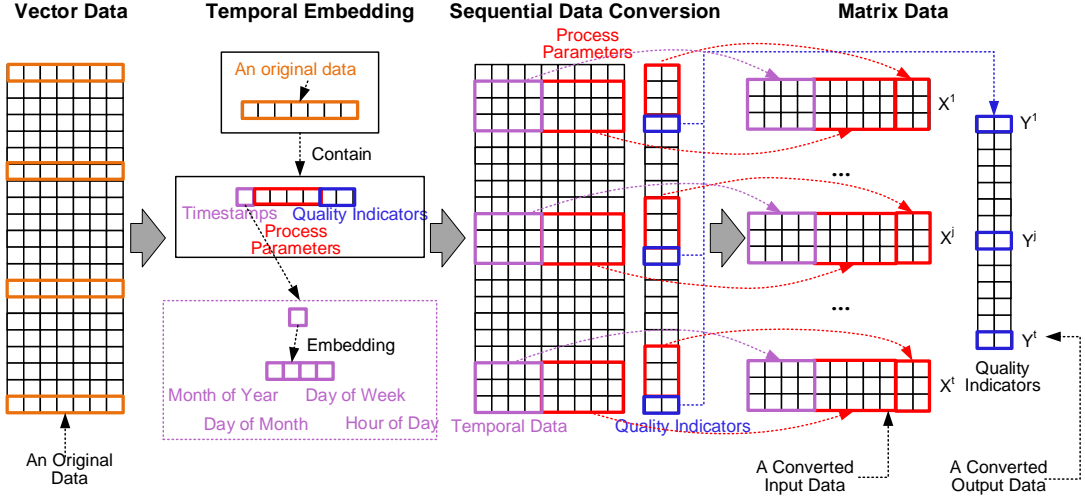 Vector Data
Temporal Embedding
Sequential Data Conversion
Matrix Data
An original data
Contain
Timestamps
Quality Indicators
Process
Parameters
Embedding
Month of Year
Day of Week
Day of Month
Hour of Day
An Original
Data
Process
Parameters
Temporal Data
Quality Indicators
X¹
...
Xʲ
...
Xᵗ
Y¹
Yʲ
Yᵗ
Quality
Indicators
A Converted
Input Data
A Converted
Output Data